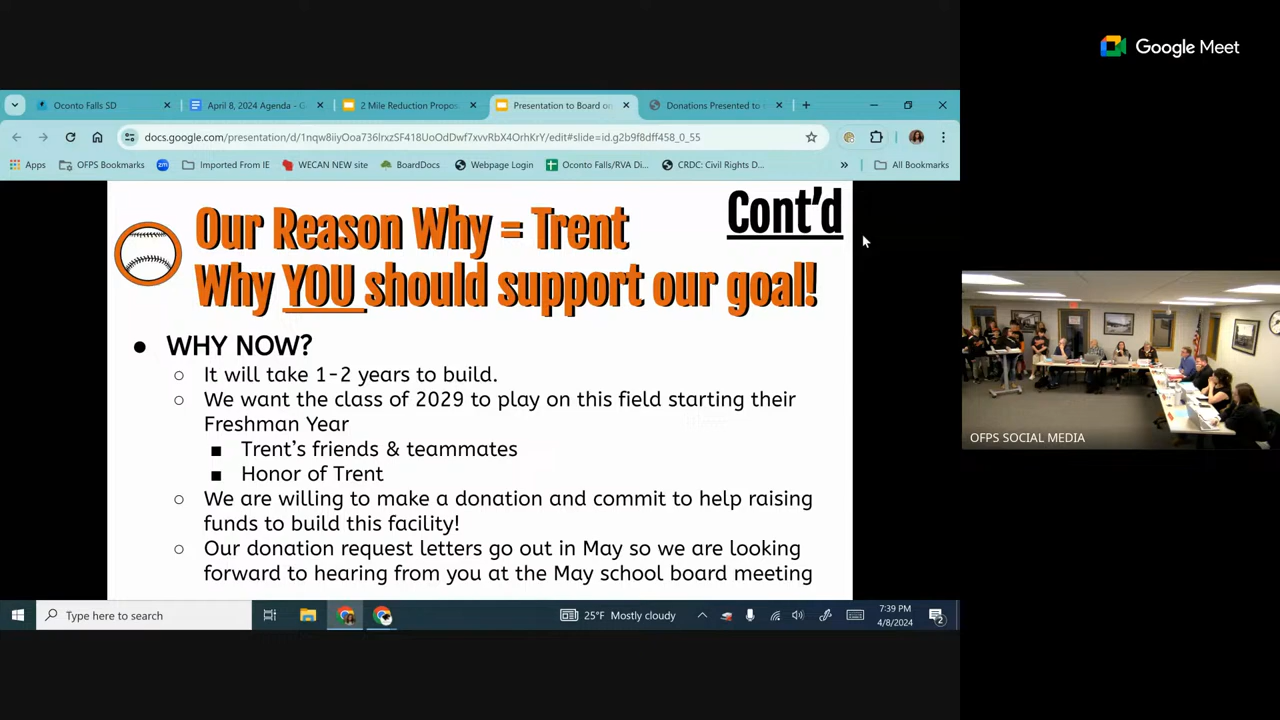 Google Meet
Oconto Falls SD
April 8, 2024 Agenda - G
2 Mile Reduction Propos
Presentation to Board on
Donations Presented to
docs.google.com/presentation/d/1nqw8iiyOoa736lrxzSF418UoOdDwf7xvvRbX4OrhKrY/edit#slide=id.g2b9f8dff458_0_55
Apps
OFPS Bookmarks
zm
Imported From IE
WECAN NEW site
BoardDocs
Webpage Login
Oconto Falls/RVA Di...
CRDC: Civil Rights D...
»
All Bookmarks
Cont'd
Our Reason Why = Trent
Why YOU should support our goal!
● WHY NOW?
○ It will take 1-2 years to build.
○ We want the class of 2029 to play on this field starting their
Freshman Year
■ Trent's friends & teammates
■ Honor of Trent
○ We are willing to make a donation and commit to help raising
funds to build this facility!
○ Our donation request letters go out in May so we are looking
forward to hearing from you at the May school board meeting
OFPS SOCIAL MEDIA
Type here to search
25°F Mostly cloudy
7:39 PM
4/8/2024
2